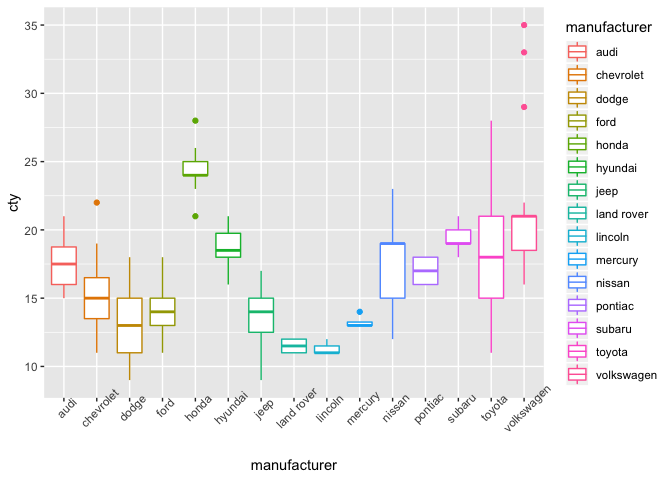 manufacturer
35
30
25
20
15
10
cty
audi
chevrolet
dodge
ford
honda
hyundai
jeep
land rover
lincoln
mercury
nissan
pontiac
subaru
toyota
volkswagen
manufacturer
audi
chevrolet
dodge
ford
honda
hyundai
jeep
land rover
lincoln
mercury
nissan
pontiac
subaru
toyota
volkswagen